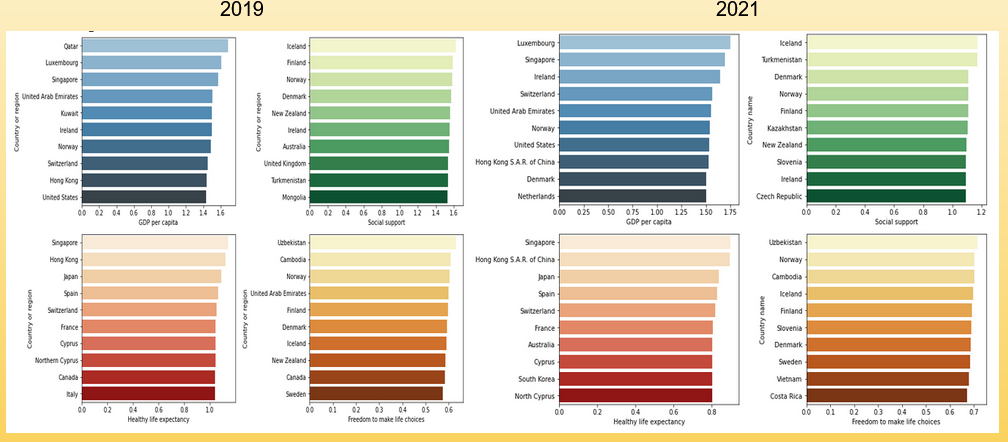 2019
2021
Country or region
Qatar
Luxembourg
Singapore
United Arab Emirates
Kuwait
Ireland
Norway
Switzerland
Hong Kong
United States
0.0 0.2 0.4 0.6 0.8 1.0 1.2 1.4 1.6
GDP per capita
Country or region
Iceland
Finland
Norway
Denmark
New Zealand
Ireland
Australia
United Kingdom
Turkmenistan
Mongolia
0.0 0.2 0.4 0.6 0.8 1.0 1.2 1.4 1.6
Social support
Luxembourg
Singapore
Ireland
Switzerland
United Arab Emirates
Norway
United States
Hong Kong S.A.R. of China
Denmark
Netherlands
0.00 0.25 0.50 0.75 1.00 1.25 1.50 1.75
GDP per capita
Country name
Iceland
Turkmenistan
Denmark
Norway
Finland
Kazakhstan
New Zealand
Slovenia
Ireland
Czech Republic
0.0 0.2 0.4 0.6 0.8 1.0 1.2
Social support
Country or region
Singapore
Hong Kong
Japan
Spain
Switzerland
France
Cyprus
Northern Cyprus
Canada
Italy
0.0 0.2 0.4 0.6 0.8 1.0
Healthy life expectancy
Country or region
Uzbekistan
Cambodia
Norway
United Arab Emirates
Finland
Denmark
Iceland
New Zealand
Canada
Sweden
0.0 0.1 0.2 0.3 0.4 0.5 0.6
Freedom to make life choices
Singapore
Hong Kong S.A.R. of China
Japan
Spain
Switzerland
France
Australia
Cyprus
South Korea
North Cyprus
0.0 0.2 0.4 0.6 0.8
Healthy life expectancy
Country name
Uzbekistan
Norway
Cambodia
Iceland
Finland
Slovenia
Denmark
Sweden
Vietnam
Costa Rica
0.0 0.1 0.2 0.3 0.4 0.5 0.6 0.7
Freedom to make life choices